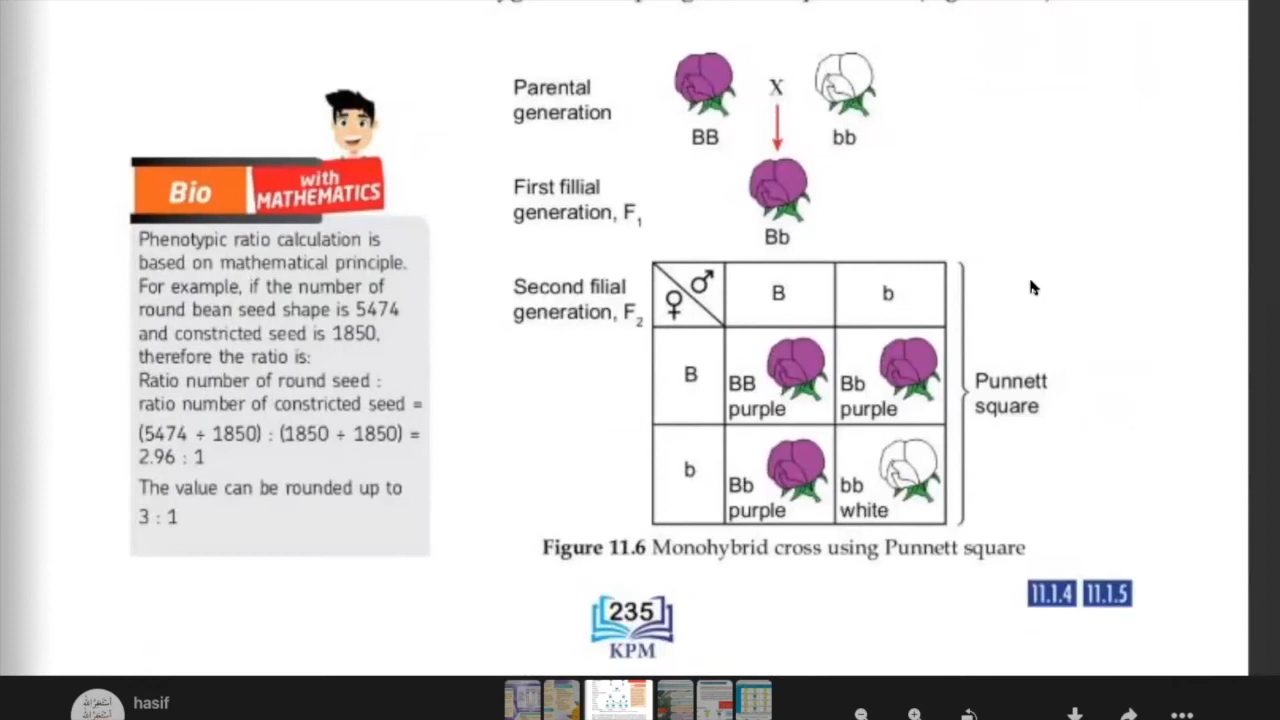 Parental
generation
X
BB
bb
First fillial
generation, F1
Bb
Second filial
generation, F2
♀ ♂ B b
B
BB
purple
Bb
purple
b
Bb
purple
bb
white
Punnett
square
Figure 11.6 Monohybrid cross using Punnett square
Bio
with
MATHEMATICS
Phenotypic ratio calculation is
based on mathematical principle.
For example, if the number of
round bean seed shape is 5474
and constricted seed is 1850,
therefore the ratio is:
Ratio number of round seed :
ratio number of constricted seed =
(5474 ÷ 1850) : (1850 ÷ 1850) =
2.96 : 1
The value can be rounded up to
3 : 1
11.1.4 11.1.5
235
KPM
hasif